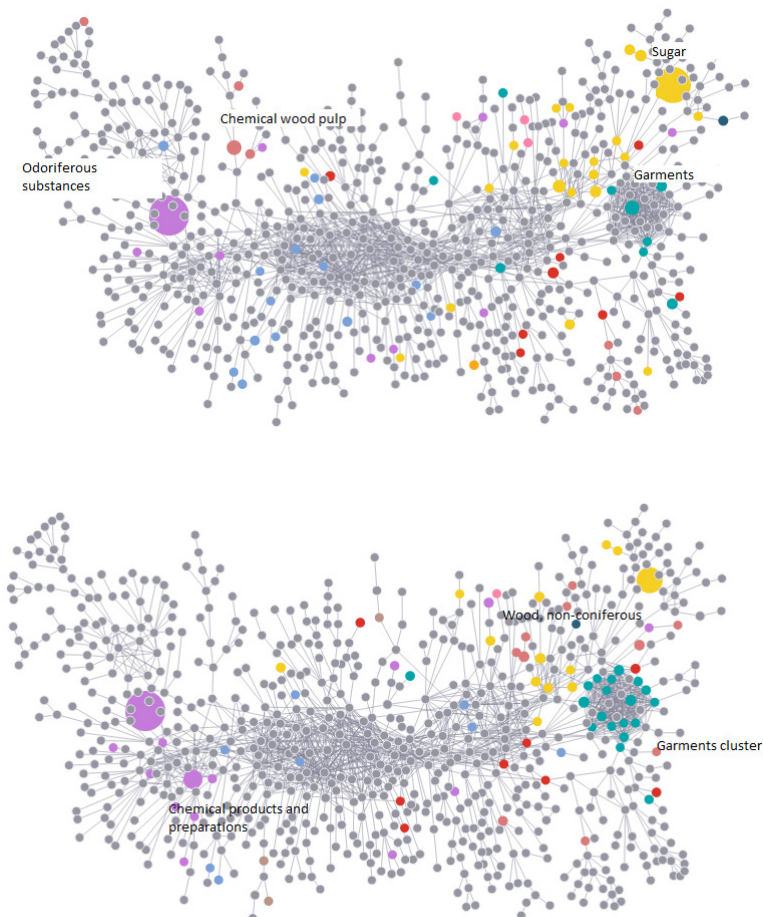 Sugar
Chemical wood pulp
Odoriferous
substances
Garments
Wood, non-coniferous
Garments cluster
Chemical products and
preparations